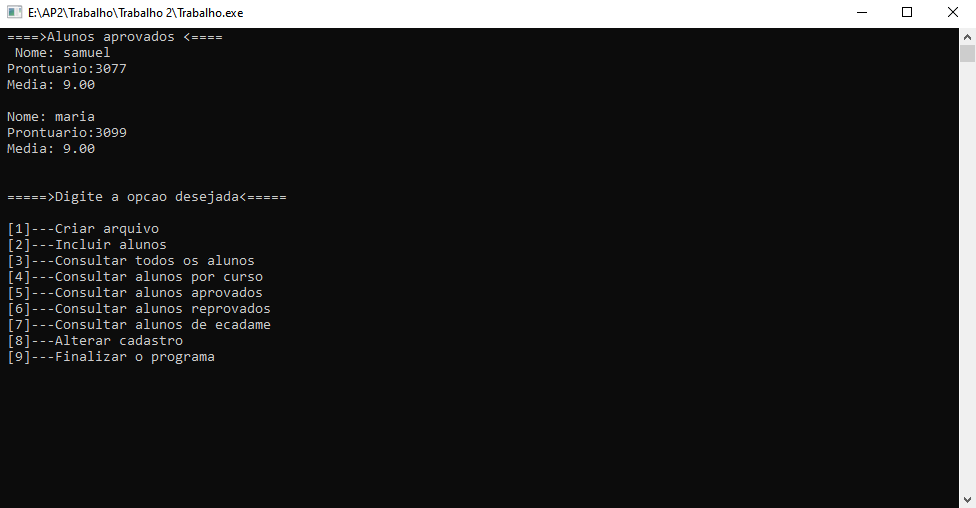 E:\AP2\Trabalho\Trabalho 2\Trabalho.exe
====>Alunos aprovados <====
 Nome: samuel
Prontuario:3077
Media: 9.00

Nome: maria
Prontuario:3099
Media: 9.00

=====>Digite a opcao desejada<=====

[1]---Criar arquivo
[2]---Incluir alunos
[3]---Consultar todos os alunos
[4]---Consultar alunos por curso
[5]---Consultar alunos aprovados
[6]---Consultar alunos reprovados
[7]---Consultar alunos de ecadame
[8]---Alterar cadastro
[9]---Finalizar o programa